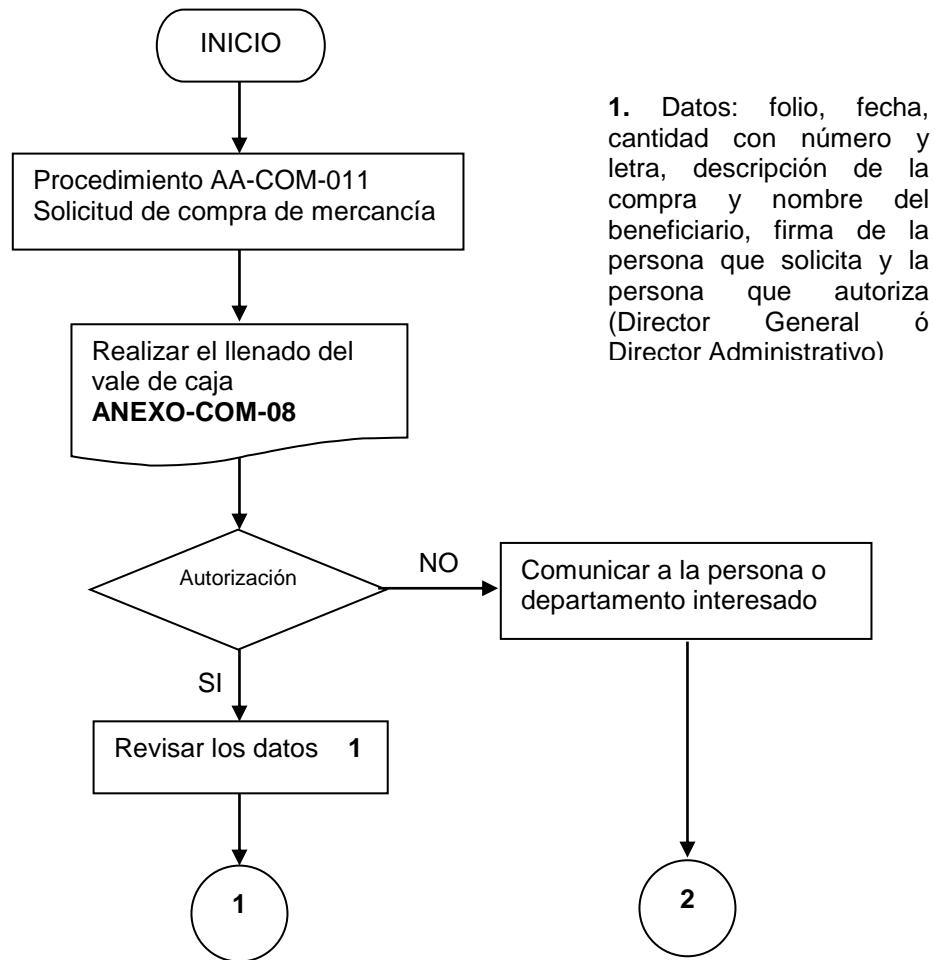 INICIO
Procedimiento AA-COM-011
Solicitud de compra de mercancía
1. Datos: folio, fecha,
cantidad con número y
letra, descripción de la
compra y nombre del
beneficiario, firma de la
persona que solicita y la
persona que autoriza
(Director General ó
Director Administrativo)
Realizar el llenado del
vale de caja
ANEXO-COM-08
Autorización
NO
Comunicar a la persona o
departamento interesado
SI
Revisar los datos 1
1
2